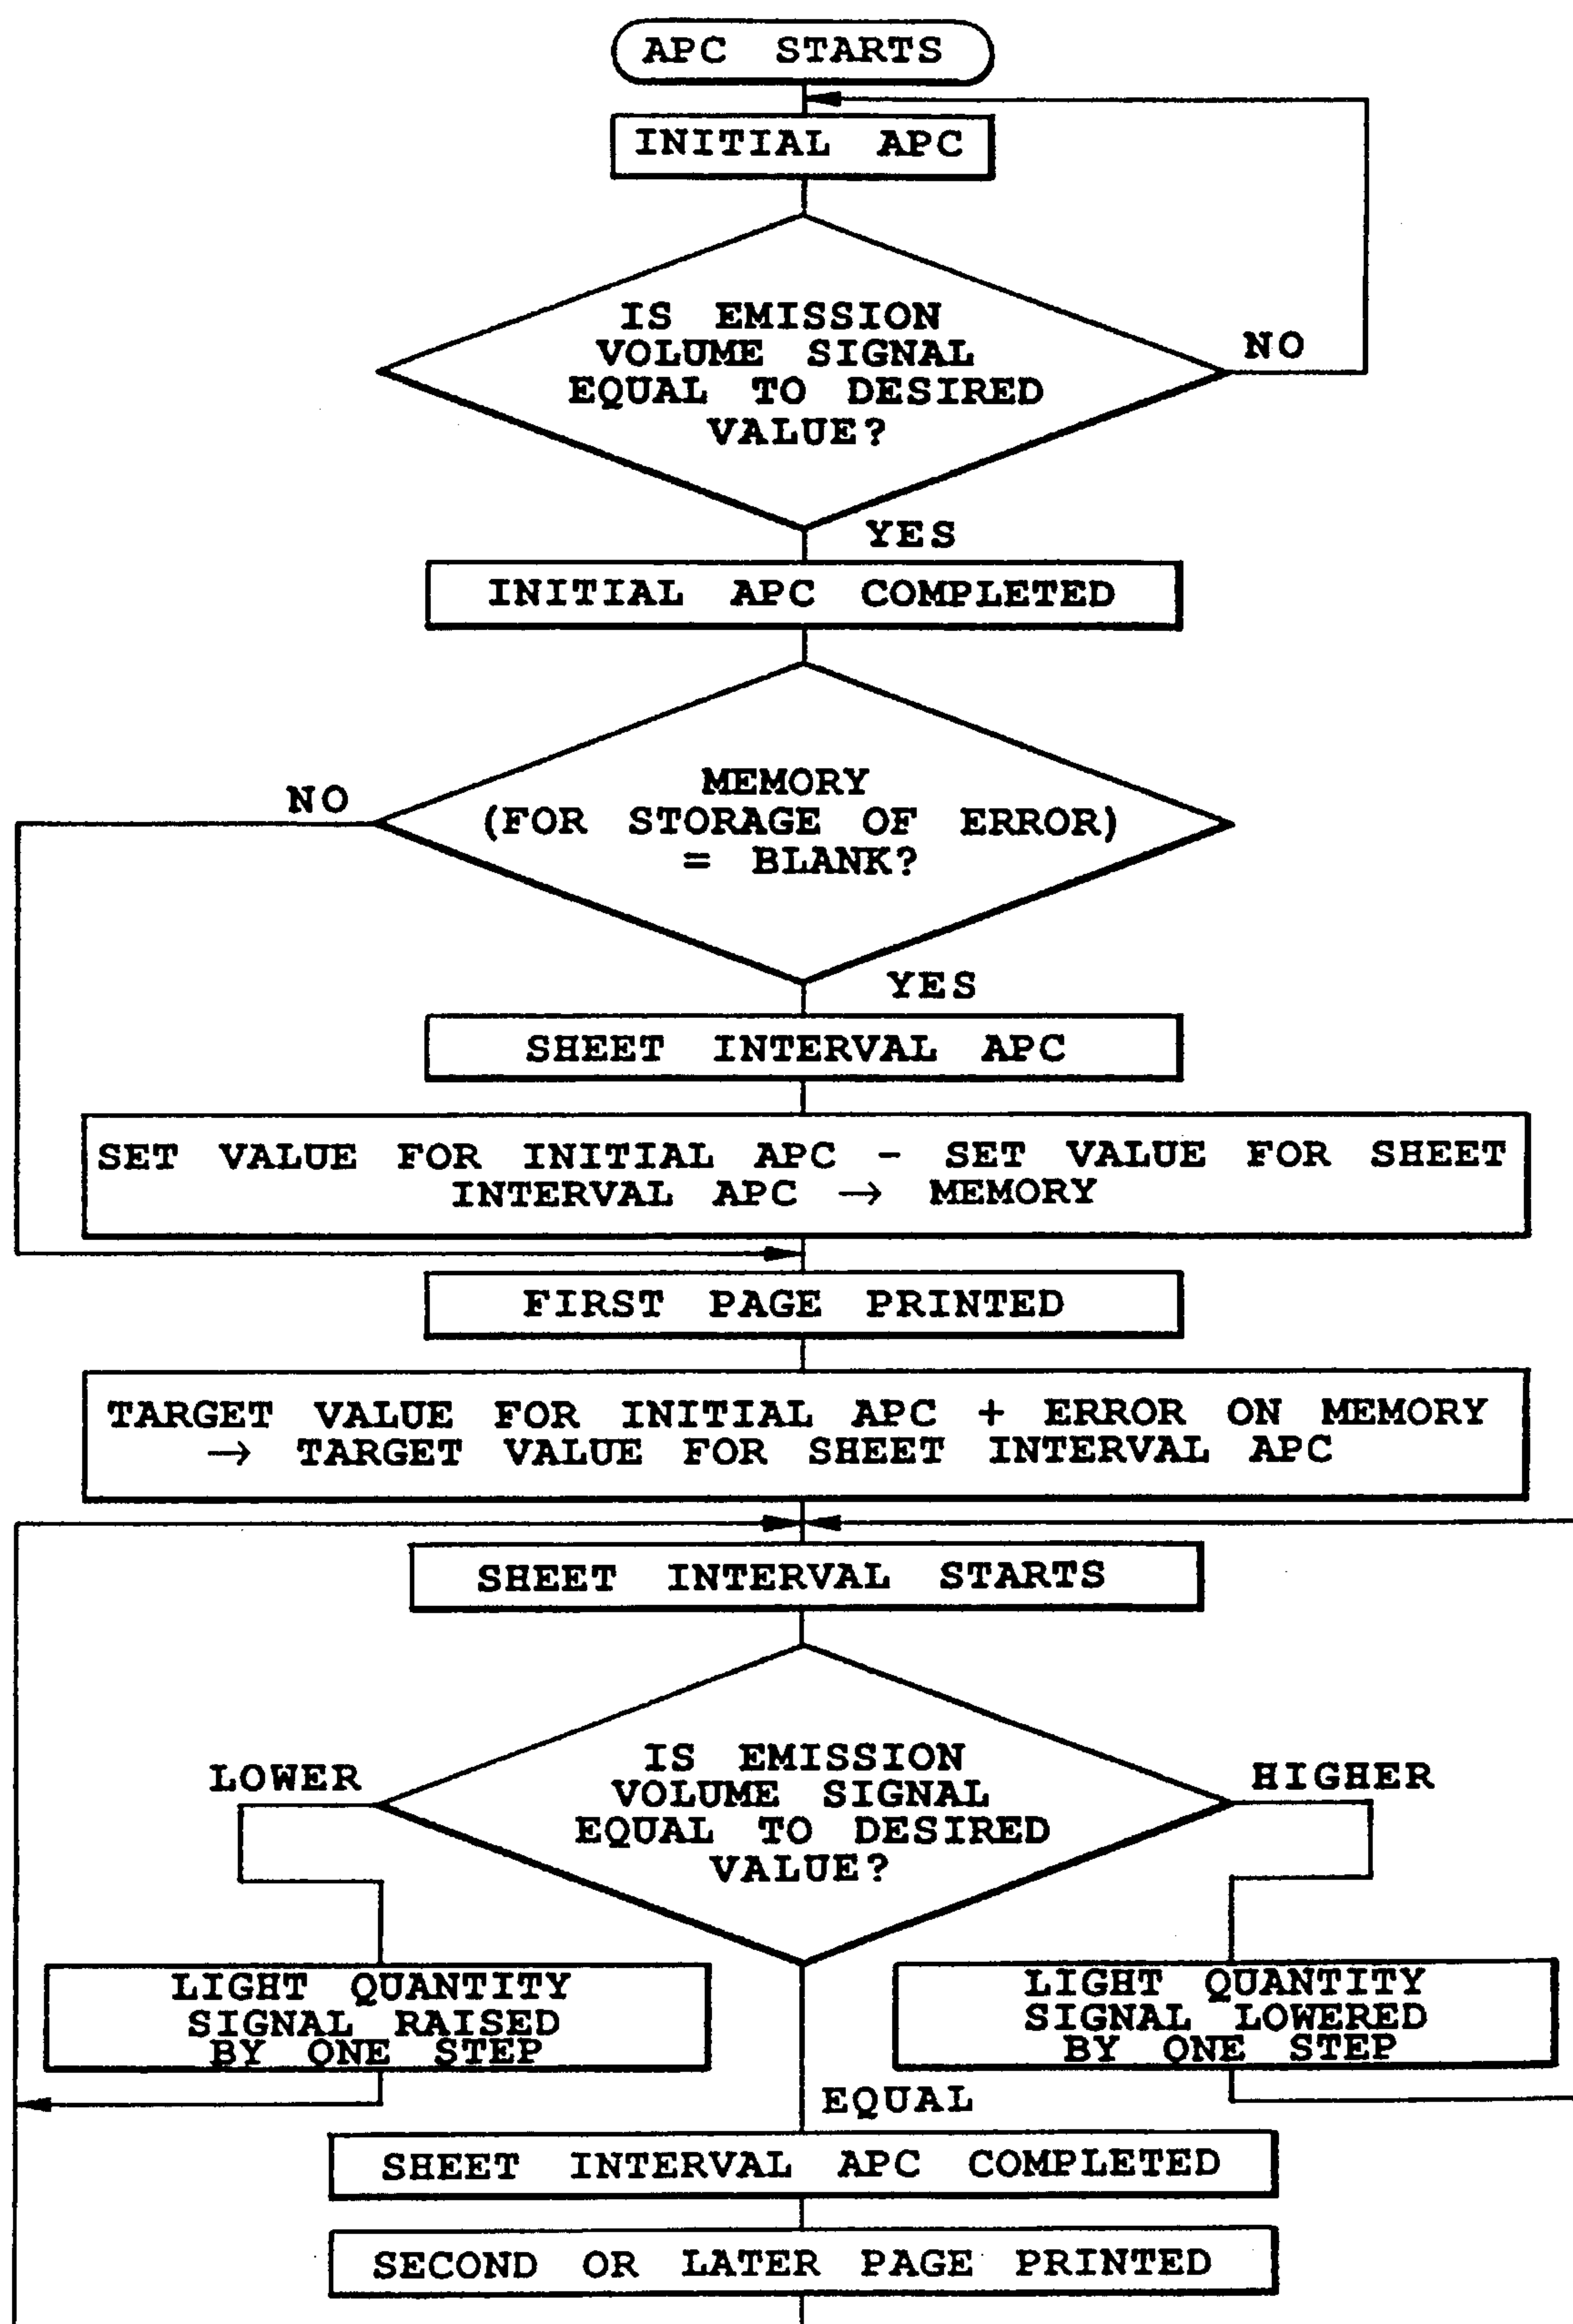 APC STARTS
INITIAL APC
IS EMISSION
VOLUME SIGNAL
EQUAL TO DESIRED
VALUE?
NO
YES
INITIAL APC COMPLETED
MEMORY
(FOR STORAGE OF ERROR)
= BLANK?
NO
YES
SHEET INTERVAL APC
SET VALUE FOR INITIAL APC - SET VALUE FOR SHEET
INTERVAL APC → MEMORY
FIRST PAGE PRINTED
TARGET VALUE FOR INITIAL APC + ERROR ON MEMORY
→ TARGET VALUE FOR SHEET INTERVAL APC
SHEET INTERVAL STARTS
IS EMISSION
VOLUME SIGNAL
EQUAL TO DESIRED
VALUE?
LOWER
HIGHER
LIGHT QUANTITY
SIGNAL RAISED
BY ONE STEP
LIGHT QUANTITY
SIGNAL LOWERED
BY ONE STEP
EQUAL
SHEET INTERVAL APC COMPLETED
SECOND OR LATER PAGE PRINTED